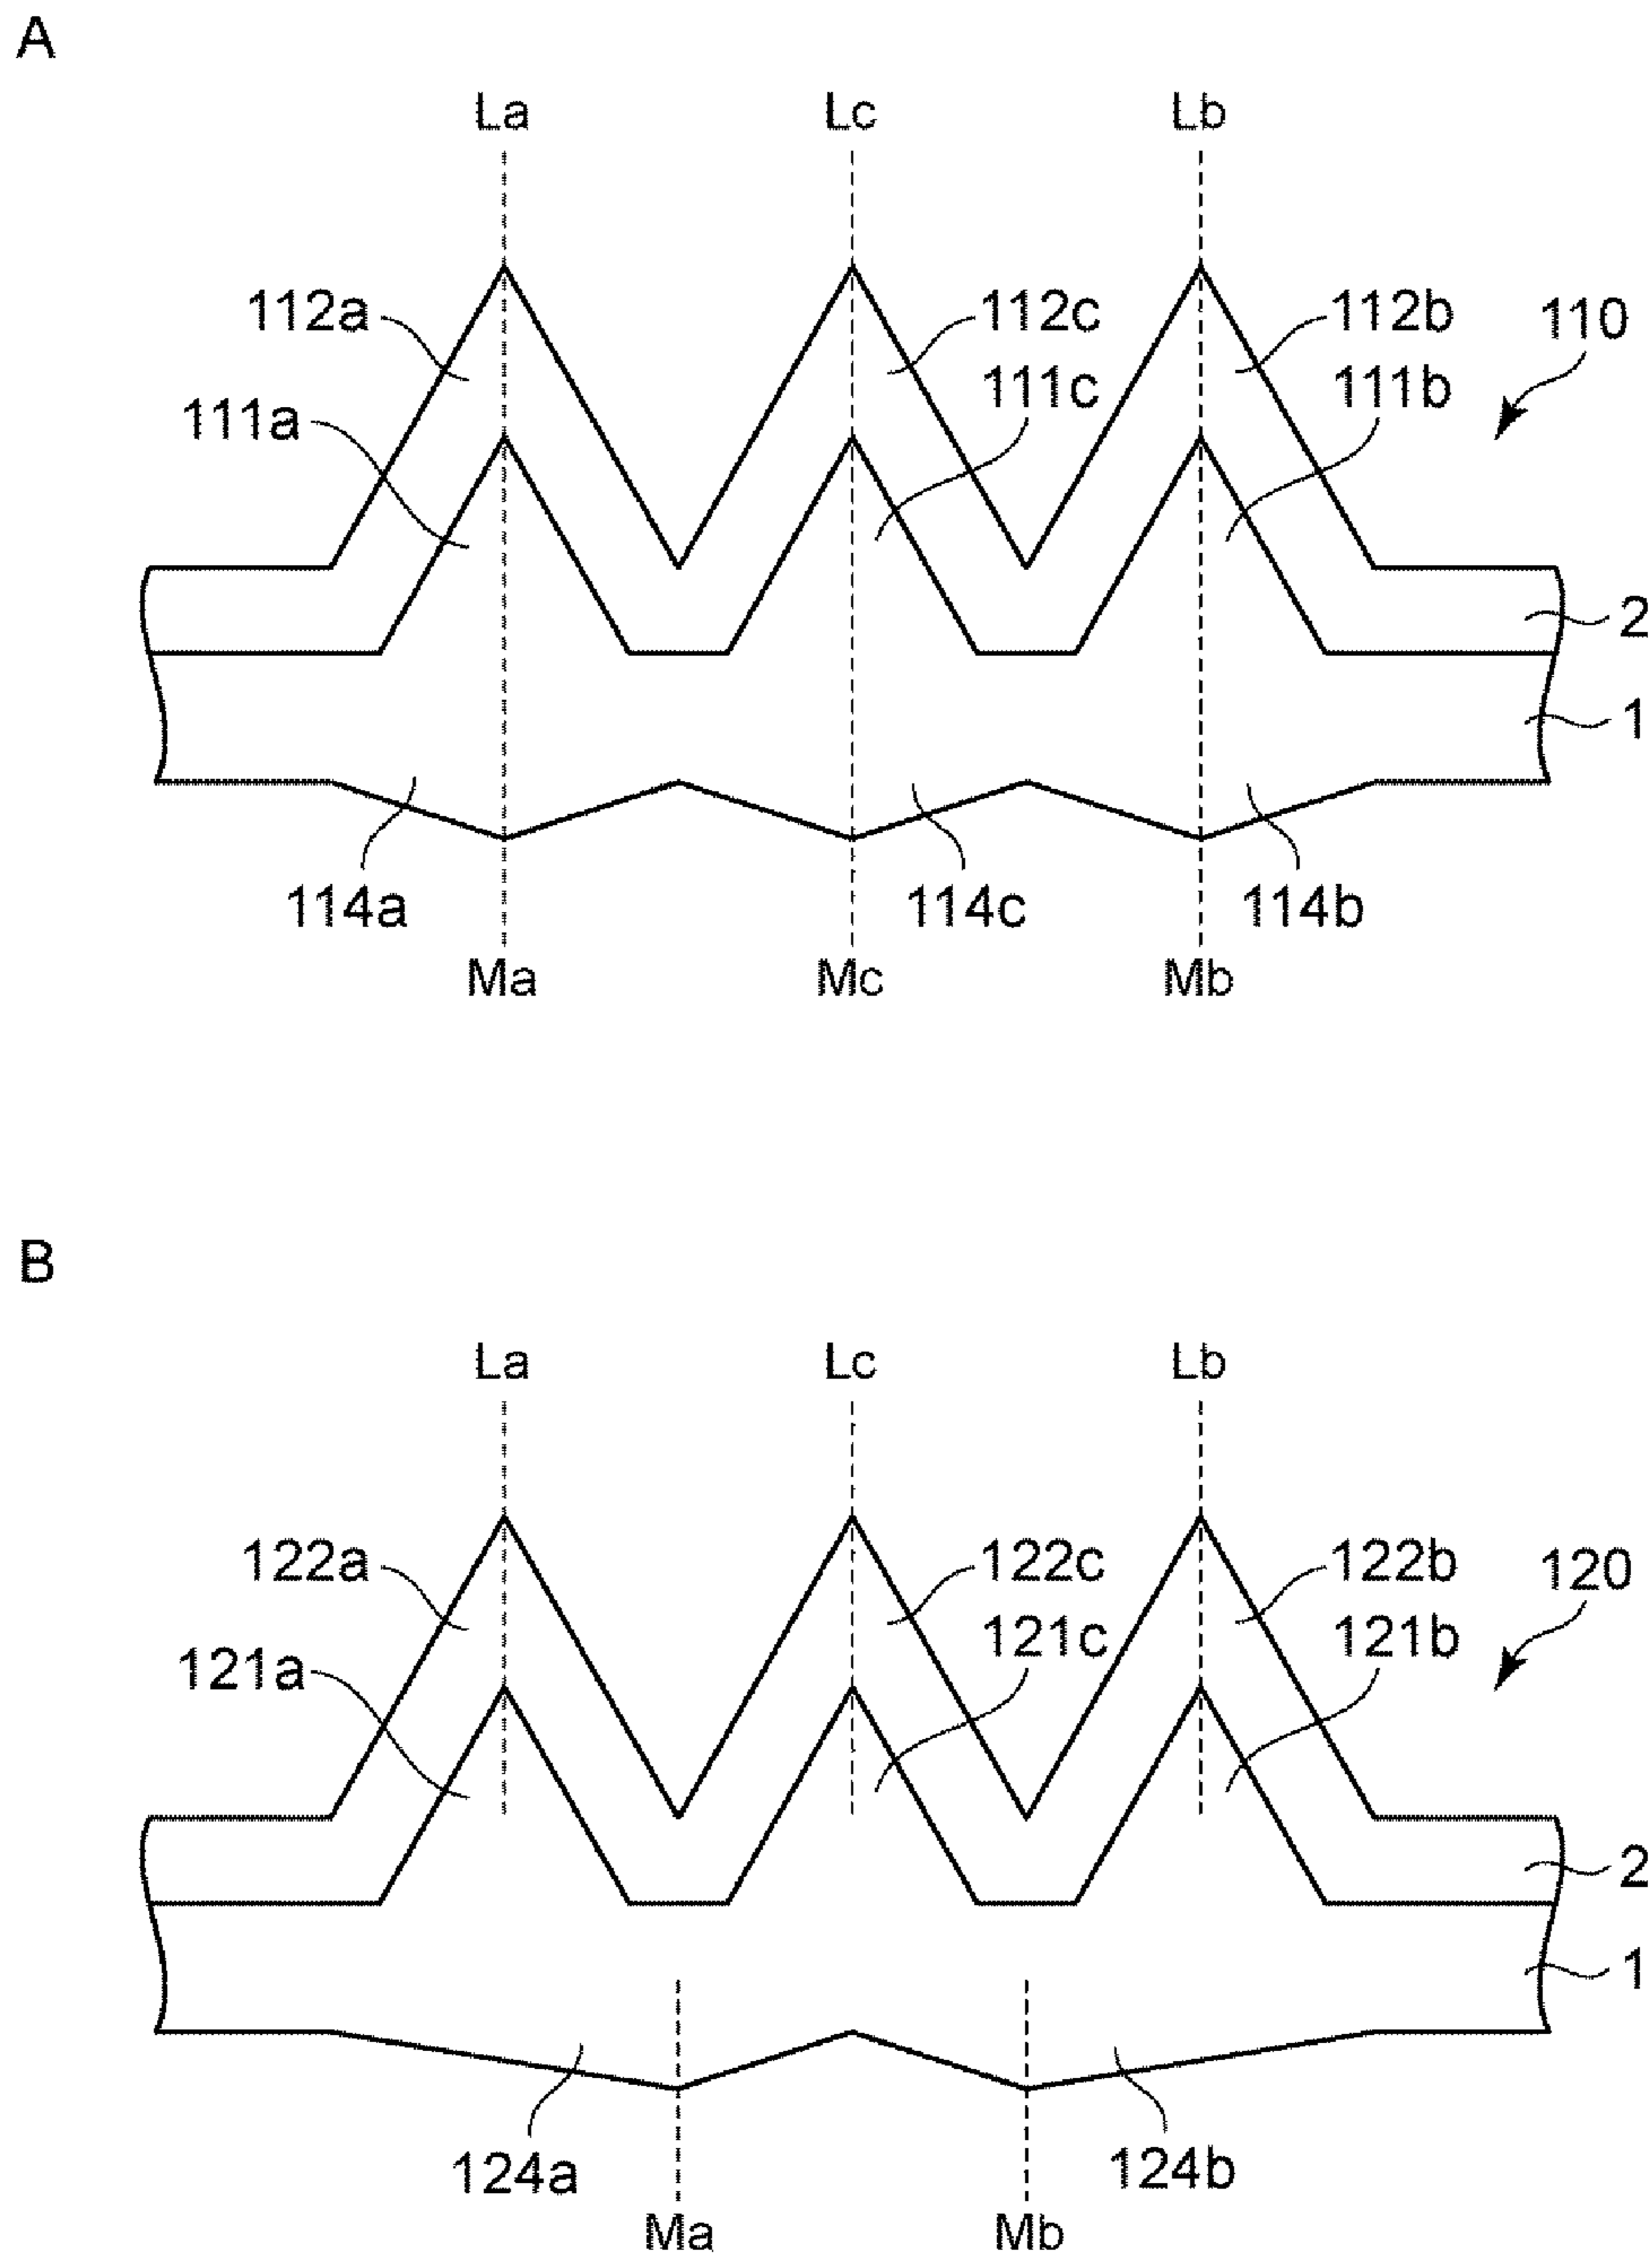 A
La Lc Lb
112a 112c 112b 110
111a 111c 111b
2
1
114a 114c 114b
Ma Mc Mb
B
La Lc Lb
122a 122c 122b 120
121a 121c 121b
2
1
124a 124b
Ma Mb